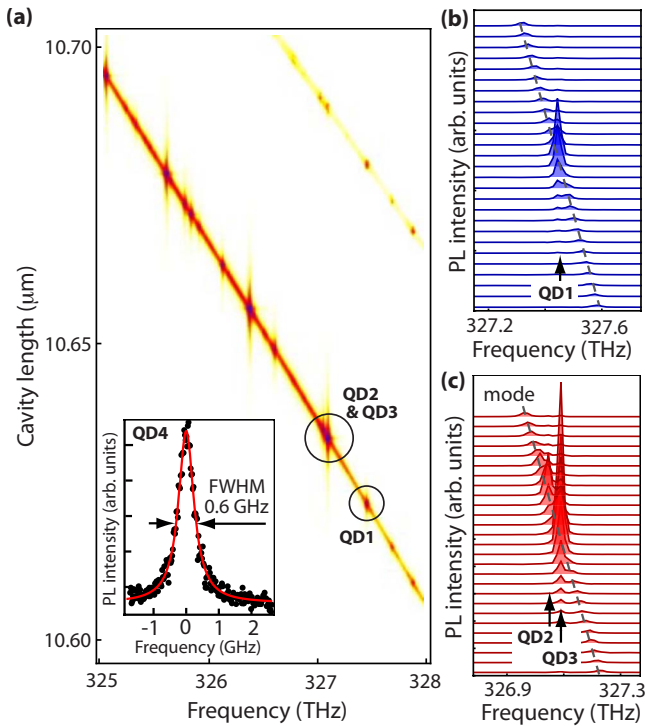 (a)
Cavity length (μm)
10.70
10.65
10.60
QD2
& QD3
QD1
QD4
PL intensity (arb. units)
FWHM
0.6 GHz
-1
0
1
2
Frequency (GHz)
325
326
327
328
Frequency (THz)
(b)
PL intensity (arb. units)
QD1
327.2
327.6
Frequency (THz)
(c)
mode
PL intensity (arb. units)
QD2
QD3
326.9
327.3
Frequency (THz)